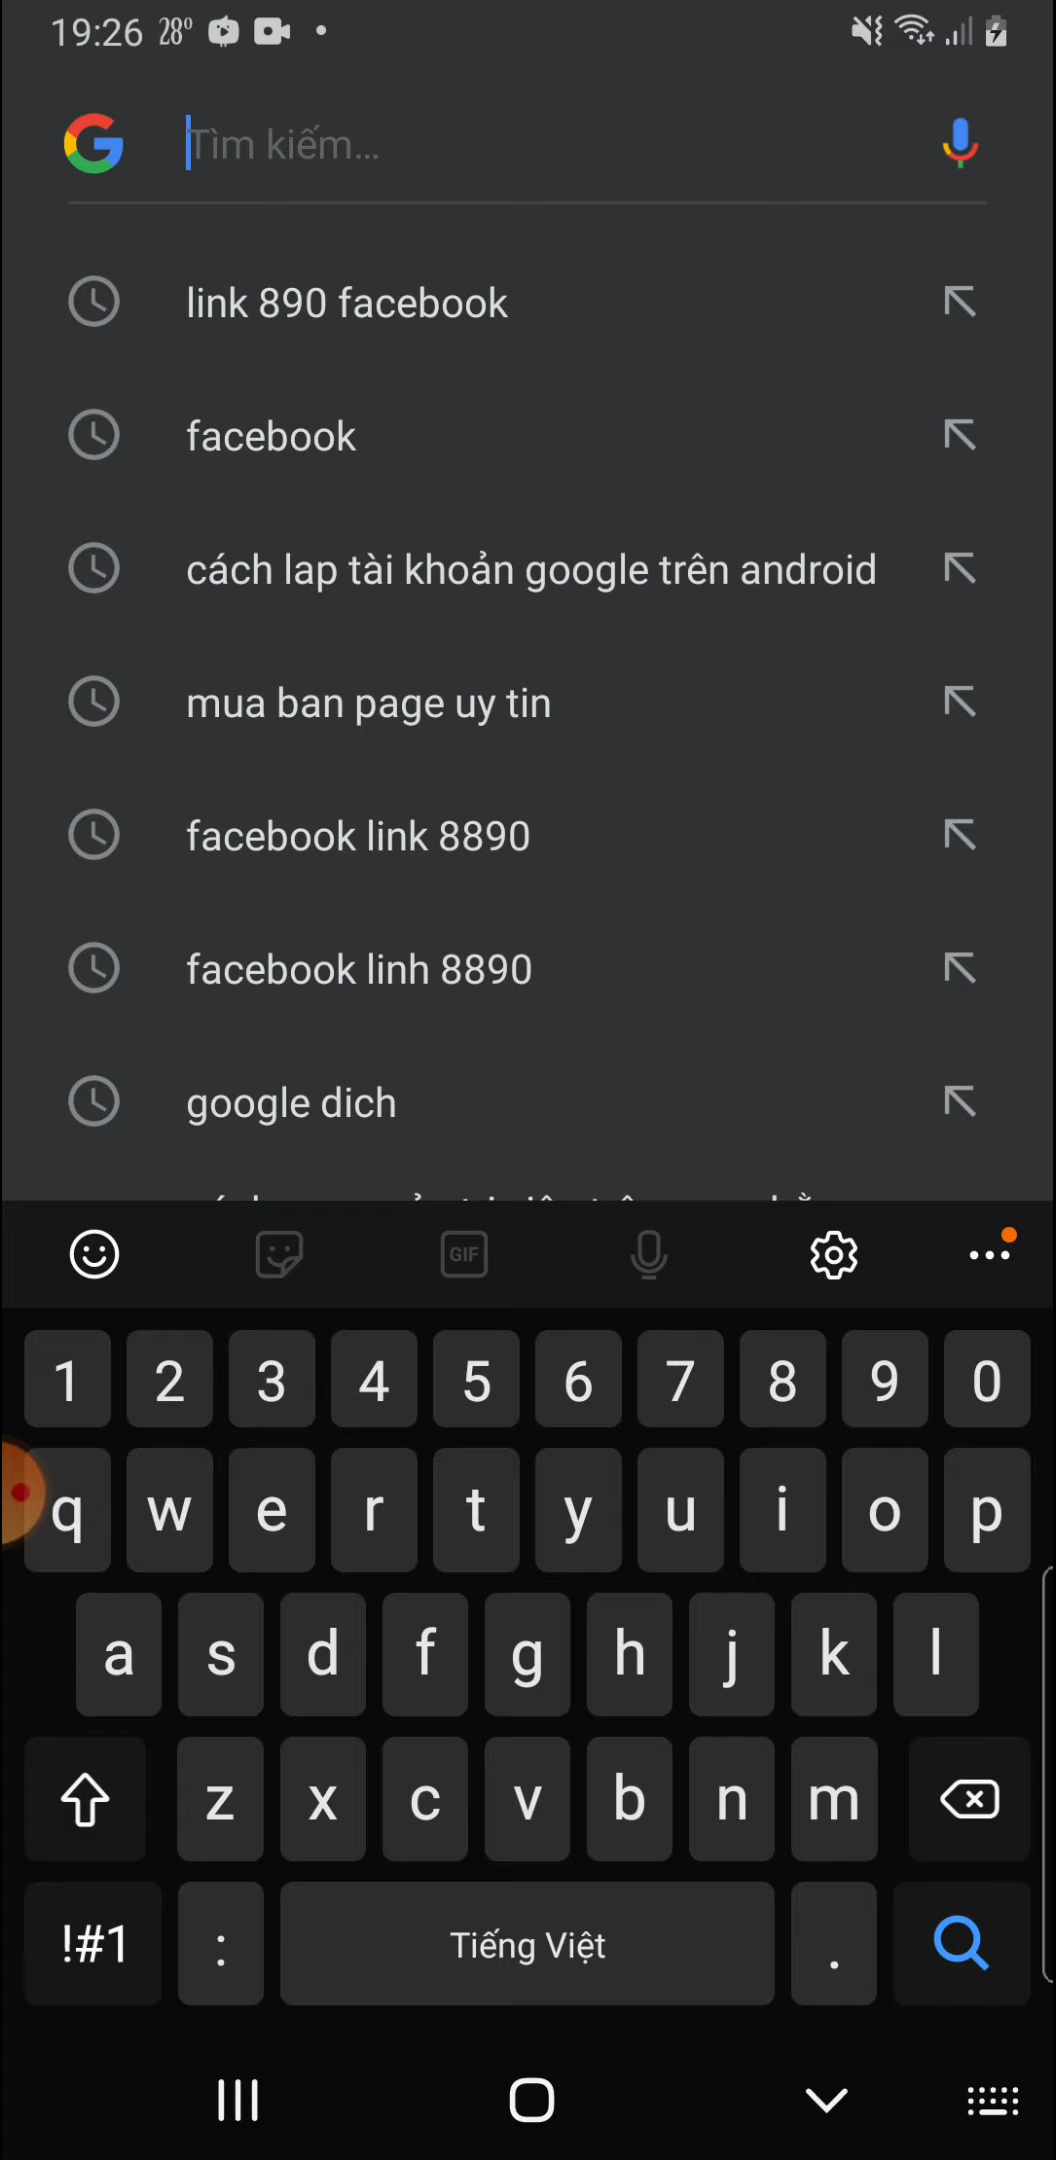 19:26 28°
Tìm kiếm...
link 890 facebook
facebook
cách lap tài khoản google trên android
mua ban page uy tin
facebook link 8890
facebook linh 8890
google dich
GIF
1 2 3 4 5 6 7 8 9 0
q w e r t y u i o p
a s d f g h j k l
z x c v b n m
!#1 : Tiếng Việt .